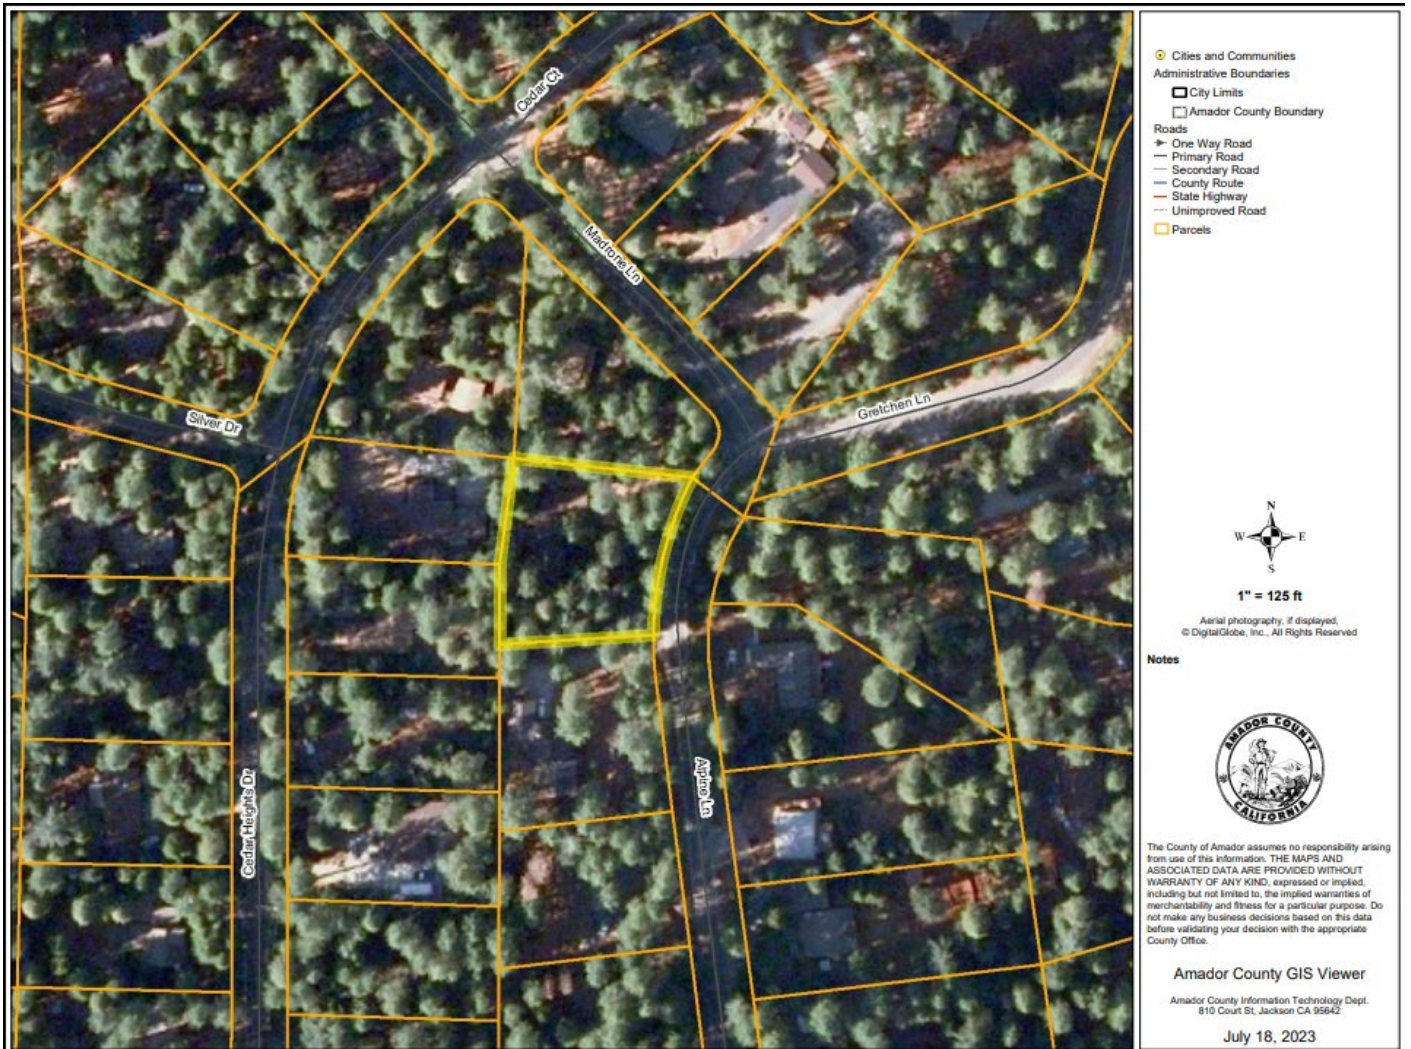 Cedar Ct
Madrone Ln
Gretchen Ln
Silver Dr
Alpine Ln
Cedar Heights Dr
Cities and Communities
Administrative Boundaries
City Limits
Amador County Boundary
Roads
One Way Road
Primary Road
Secondary Road
County Route
State Highway
Unimproved Road
Parcels
N
W E
S
1" = 125 ft
Aerial photography, if displayed,
© DigitalGlobe, Inc., All Rights Reserved
Notes
AMADOR COUNTY
CALIFORNIA
The County of Amador assumes no responsibility arising
from use of this information. THE MAPS AND
ASSOCIATED DATA ARE PROVIDED WITHOUT
WARRANTY OF ANY KIND, expressed or implied,
including but not limited to, the implied warranties of
merchantability and fitness for a particular purpose. Do
not make any business decisions based on this data
before validating your decision with the appropriate
County Office.
Amador County GIS Viewer
Amador County Information Technology Dept.
810 Court St, Jackson CA 95642
July 18, 2023